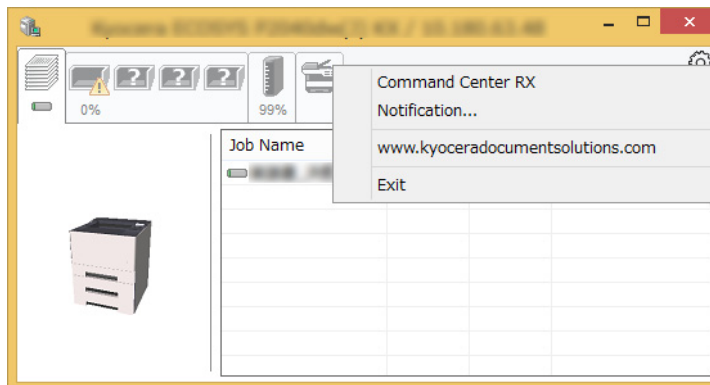 ? ? ?
0%
99%
Command Center RX
Notification...
www.kyoceradocumentsolutions.com
Exit
Job Name